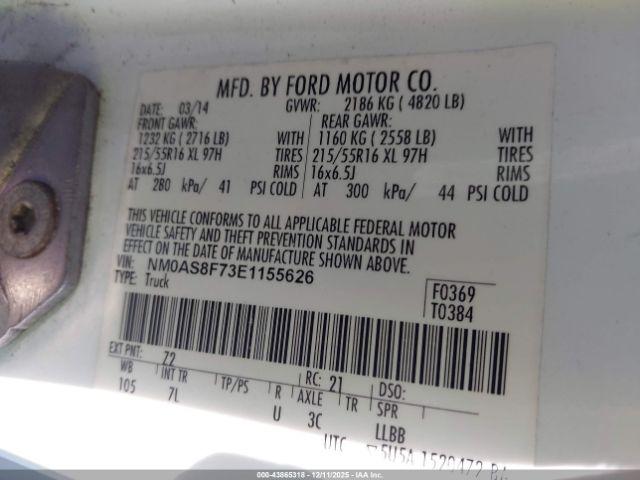 MFD. BY FORD MOTOR CO.
DATE: 03/14 GVWR: 2186 KG ( 4820 LB)
FRONT GAWR: REAR GAWR:
1232 KG ( 2716 LB) WITH 1160 KG ( 2558 LB) WITH
215/55R16 XL 97H TIRES 215/55R16 XL 97H TIRES
16x6.5J RIMS 16x6.5J RIMS
AT 280 kPa/ 41 PSI COLD AT 300 kPa/ 44 PSI COLD
THIS VEHICLE CONFORMS TO ALL APPLICABLE FEDERAL MOTOR
VEHICLE SAFETY AND THEFT PREVENTION STANDARDS IN
EFFECT ON THE DATE OF MANUFACTURE SHOWN ABOVE.
VIN: NM0AS8F73E1155626
TYPE: Truck
F0369
T0384
EXT PNT: Z2 RC: 21 DSO:
WB INT TR TP/PS R AXLE TR SPR
105 7L U 3C LLBB
UTC 5U5A 1520472
000-43865318 - 12/11/2025 - IAAI.com